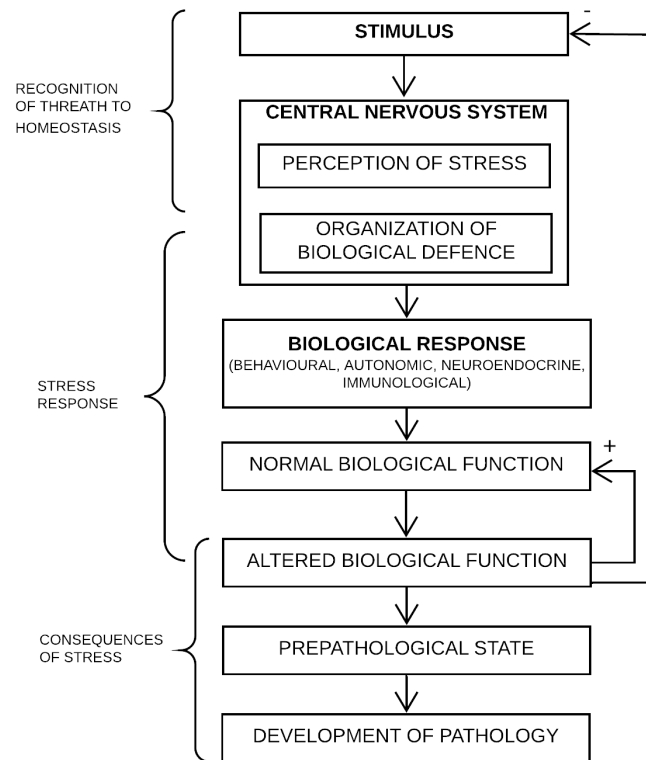 -
STIMULUS
RECOGNITION
OF THREATH TO
HOMEOSTASIS
CENTRAL NERVOUS SYSTEM
PERCEPTION OF STRESS
ORGANIZATION OF
BIOLOGICAL DEFENCE
BIOLOGICAL RESPONSE
(BEHAVIOURAL, AUTONOMIC, NEUROENDOCRINE,
IMMUNOLOGICAL)
STRESS
RESPONSE
+
NORMAL BIOLOGICAL FUNCTION
ALTERED BIOLOGICAL FUNCTION
CONSEQUENCES
OF STRESS
PREPATHOLOGICAL STATE
DEVELOPMENT OF PATHOLOGY